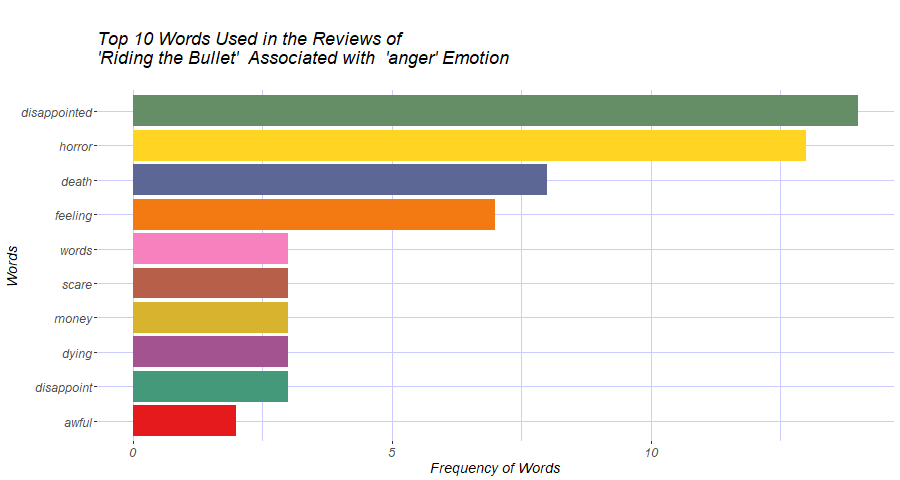 Top 10 Words Used in the Reviews of
'Riding the Bullet'  Associated with  'anger' Emotion
disappointed
horror
death
feeling
words
scare
money
dying
disappoint
awful
Words
0
5
10
Frequency of Words